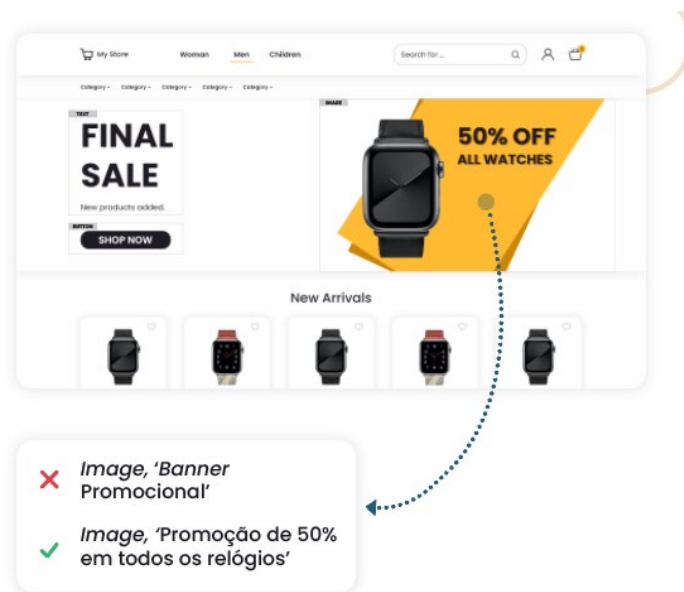 My Store Woman Men Children Search for ...
Category Category Category Category Category
TEXT
FINAL
SALE
New products added.
BUTTON
SHOP NOW
IMAGE
50% OFF
ALL WATCHES
New Arrivals
Image, ‘Banner
Promocional’
Image, ‘Promoção de 50%
em todos os relógios’